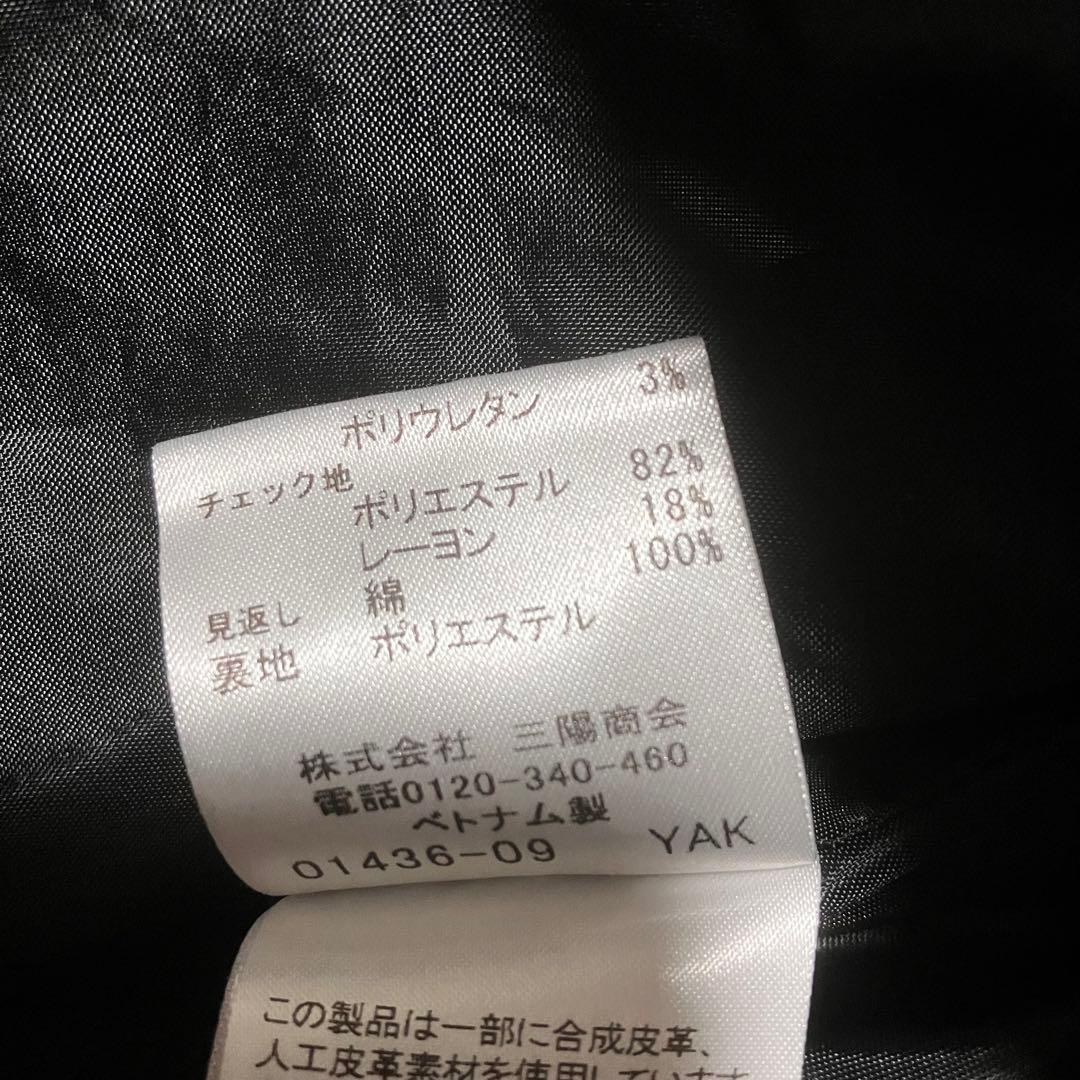 ポリウレタン 3%
チェック地 ポリエステル 82%
レーヨン 18%
見返し 綿 100%
裏地 ポリエステル
株式会社 三陽商会
電話0120-340-460
ベトナム製
01436-09 YAK
この製品は一部に合成皮革、
人工皮革素材を使用しています